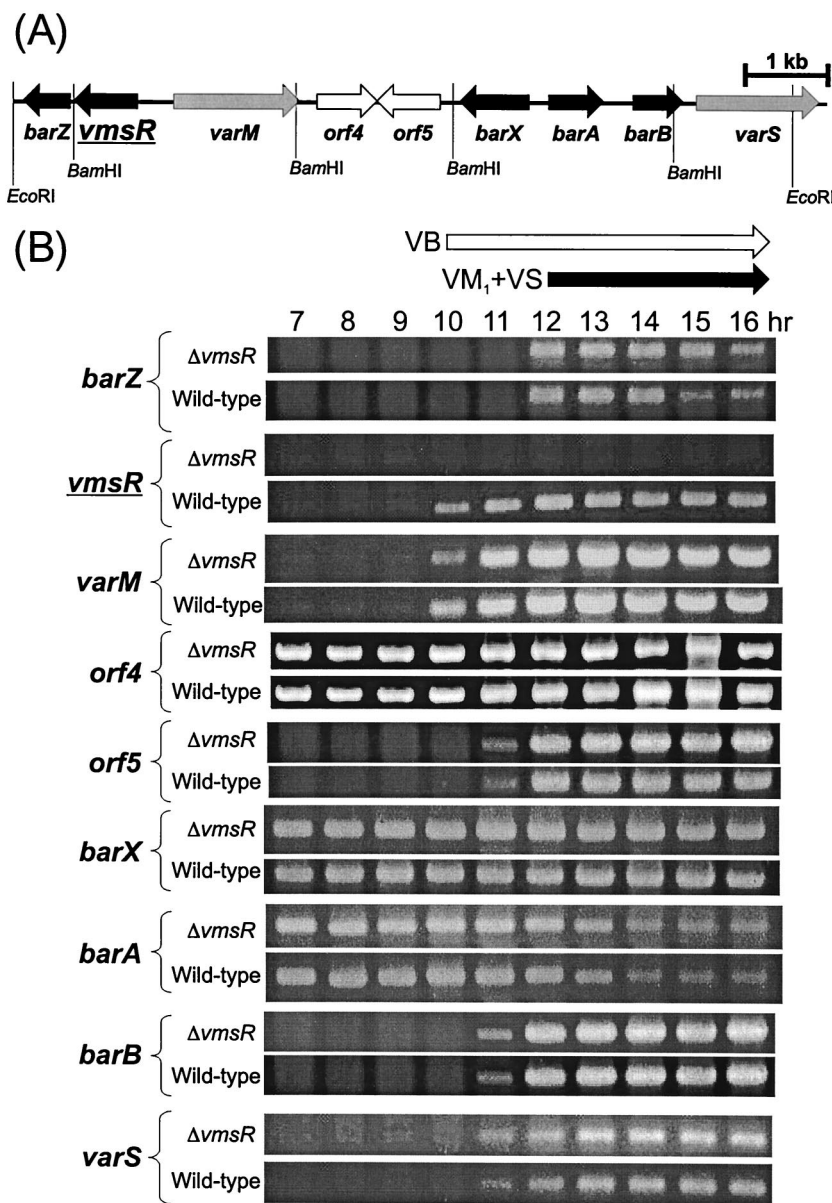 (A)
1 kb
barZ vmsR varM orf4 orf5 barX barA barB varS
BamHI BamHI BamHI BamHI
EcoRI EcoRI
(B)
VB
VM₁+VS
7 8 9 10 11 12 13 14 15 16 hr
barZ
ΔvmsR
Wild-type
vmsR
ΔvmsR
Wild-type
varM
ΔvmsR
Wild-type
orf4
ΔvmsR
Wild-type
orf5
ΔvmsR
Wild-type
barX
ΔvmsR
Wild-type
barA
ΔvmsR
Wild-type
barB
ΔvmsR
Wild-type
varS
ΔvmsR
Wild-type